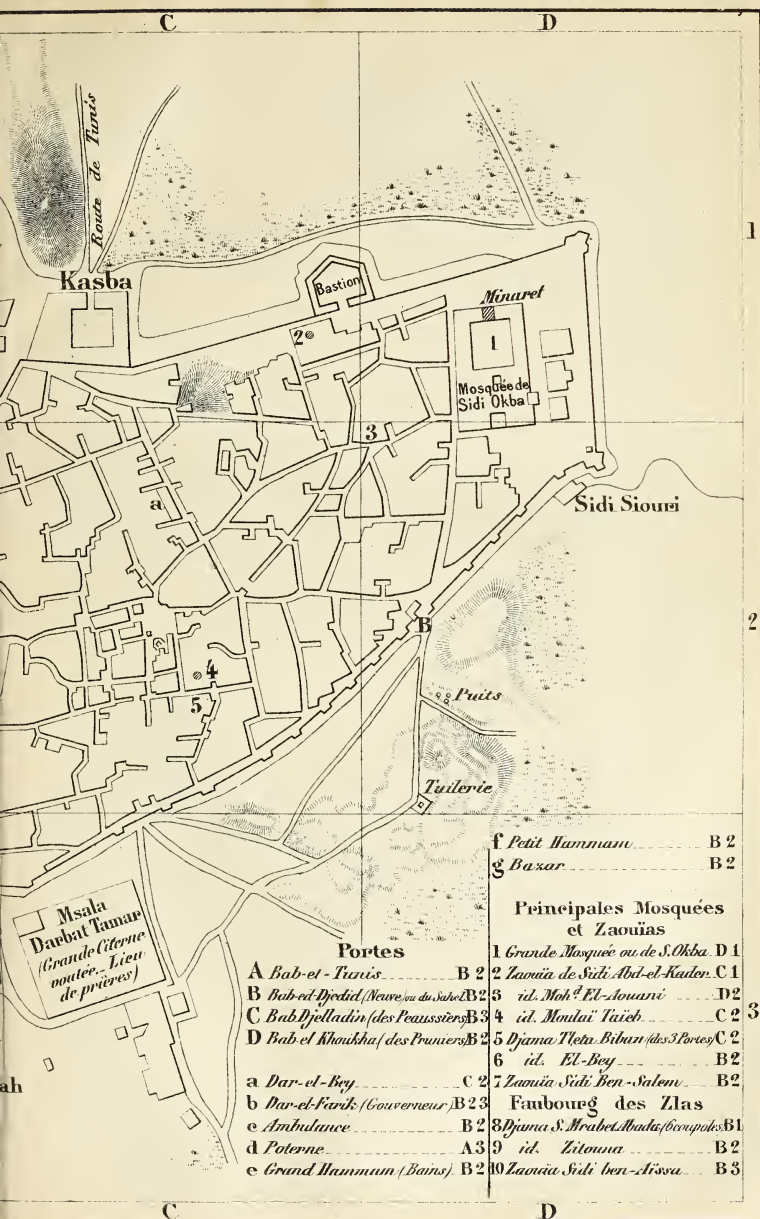 C
D
Route de Tunis
1
Kasba
Bastion
Minaret
2
1
Mosquée de
Sidi Okba
3
a
Sidi Siouri
B
2
4
5
Puits
Tuilerie
f Petit Hammam B 2
g Bazar B 2
Msala
Darbat Tamar
(Grande Citerne
voutée._ Lieu
de prières)
Portes
A Bab-et-Tunis B 2
B Bab-ed-Djedid (Neuve) ou du Sahel B 2
C Bab Djelladin (des Peaussiers) B 3
D Bab el Khoukha (des Pruniers) B 2
a Dar-el-Bey C 2
b Dar-el-Farik (Gouverneur) B 2 3
c Ambulance B 2
d Poterne A 3
e Grand Hammam (Bains) B 2
Principales Mosquées
et Zaouïas
1 Grande Mosquée ou de S. Okba D 1
2 Zaouïa de Sidi Abd-el-Kader C 1
3 id. Mohd El-Aouani D 2
4 id. Moulaï Taïeb C 2
5 Djama Tleta Biban (des 3 Portes) C 2
6 id. El-Bey B 2
7 Zaouïa Sidi Ben-Salem B 2
Faubourg des Zlas
8 Djama S. Mrabet Abada (6 coupoles) B 1
9 id. Zitouna B 2
10 Zaouïa Sidi ben-Aïssa B 3
3
ah
C
D